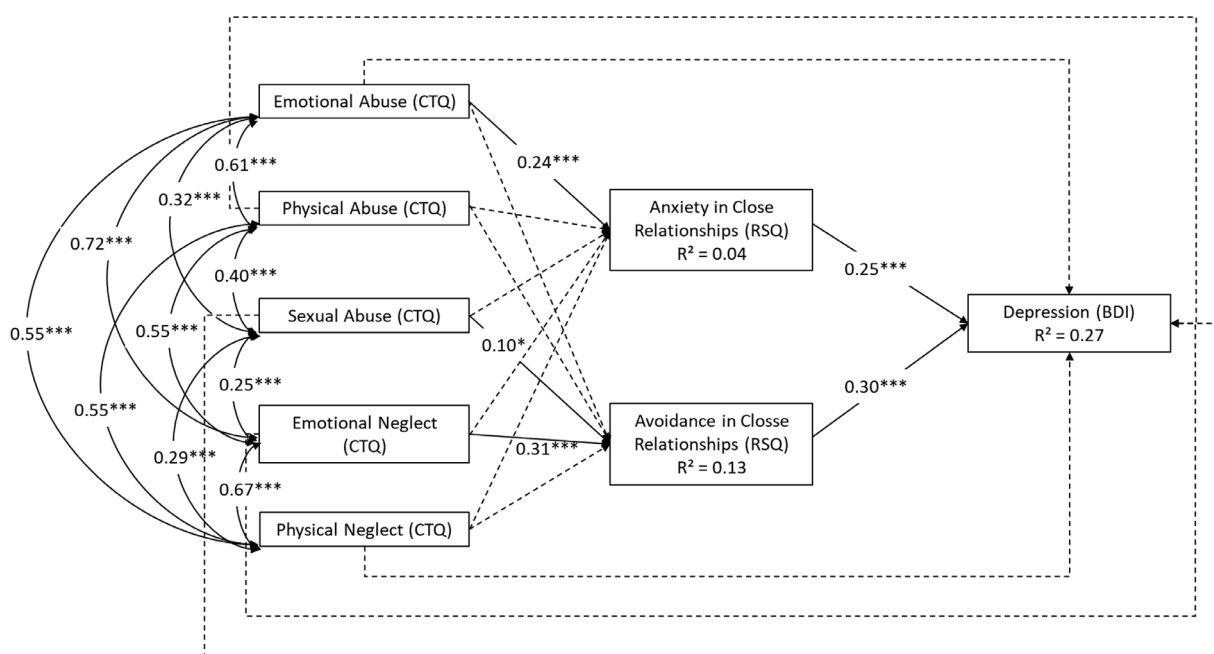 Emotional Abuse (CTQ)
0.61***
0.24***
0.32***
Physical Abuse (CTQ)
Anxiety in Close
Relationships (RSQ)
R² = 0.04
0.72***
0.40***
0.25***
Sexual Abuse (CTQ)
Depression (BDI)
R² = 0.27
0.55***
0.55***
0.10*
0.25***
0.30***
0.55***
Emotional Neglect
(CTQ)
Avoidance in Closse
Relationships (RSQ)
R² = 0.13
0.31***
0.29***
0.67***
Physical Neglect (CTQ)